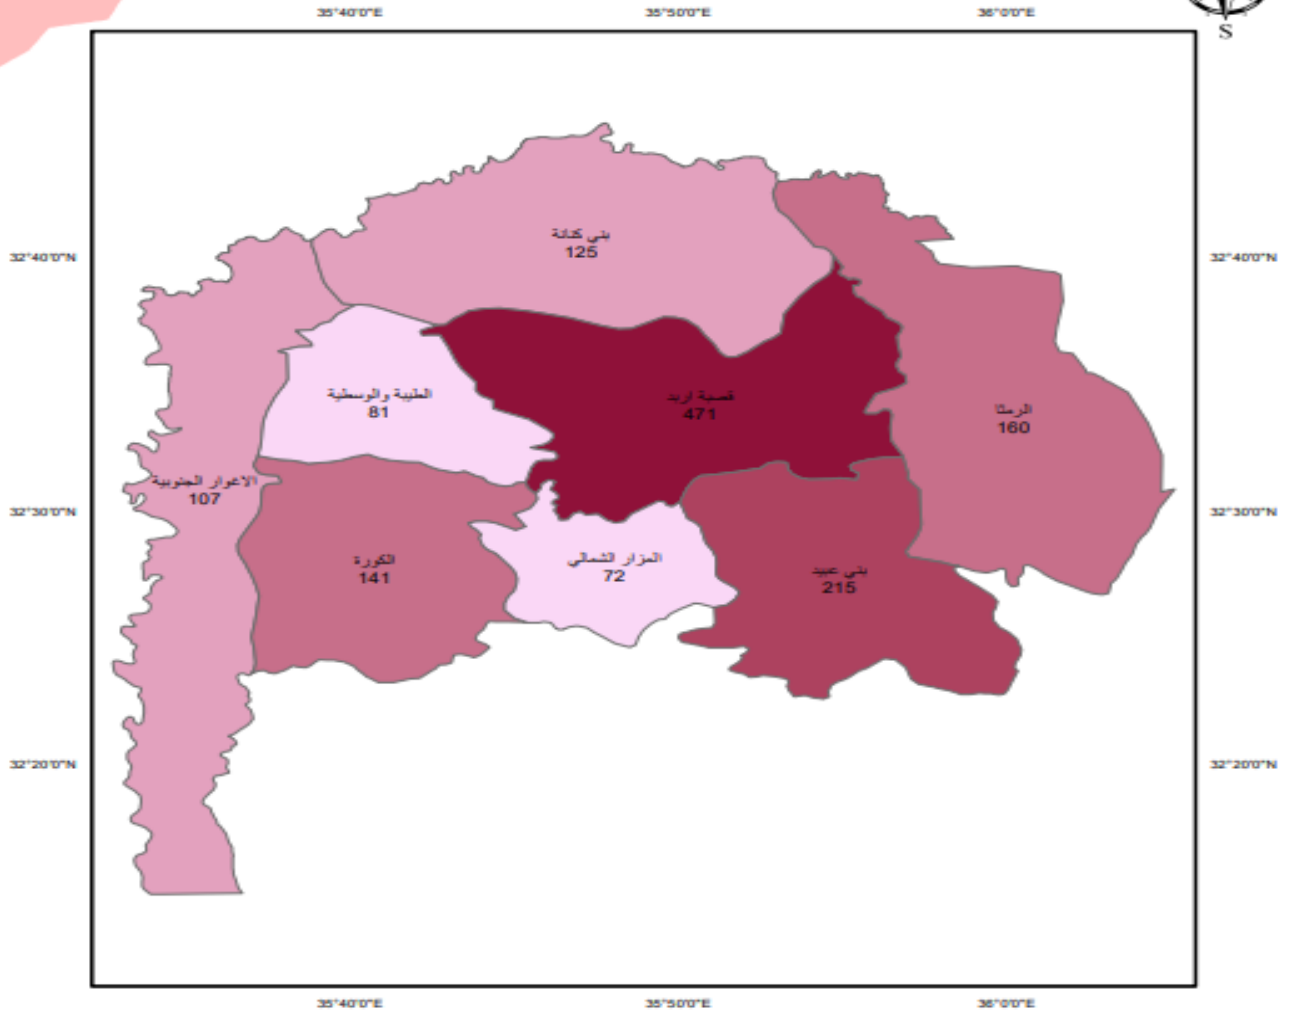 35°40'0"E 35°50'0"E 36°0'0"E
S
بني كنانة
125
32°40'0"N 32°40'0"N
الطيبة والوسطية
81
قصبة اربد
471
الرمثا
160
الاغوار الجنوبية
107
32°30'0"N 32°30'0"N
الكورة
141
المزار الشمالي
72
بني عبيد
215
32°20'0"N 32°20'0"N
35°40'0"E 35°50'0"E 36°0'0"E